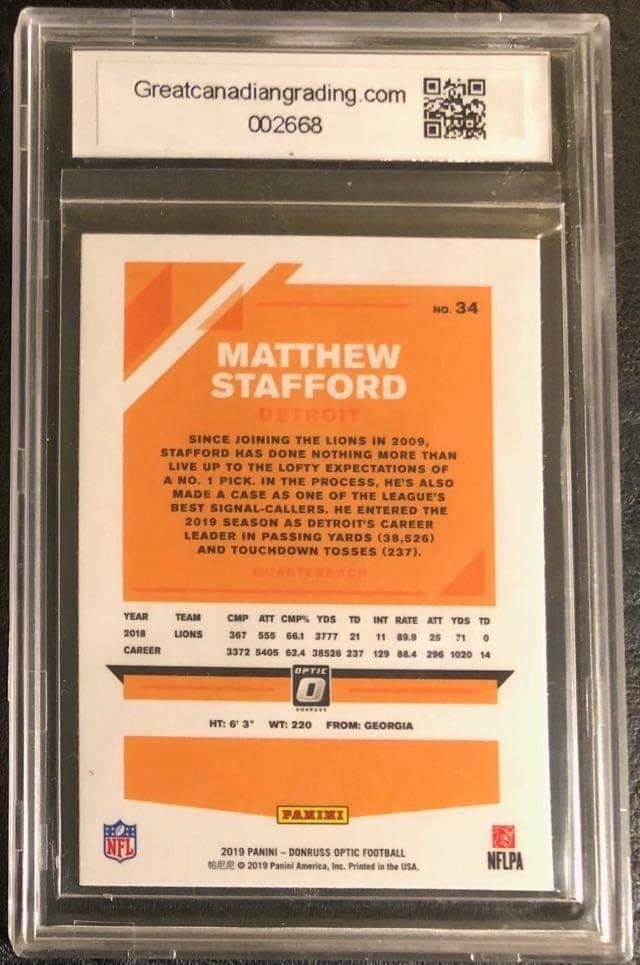 Greatcanadiangrading.com
002668
NO. 34
MATTHEW
STAFFORD
DETROIT
SINCE JOINING THE LIONS IN 2009,
STAFFORD HAS DONE NOTHING MORE THAN
LIVE UP TO THE LOFTY EXPECTATIONS OF
A NO. 1 PICK. IN THE PROCESS, HE'S ALSO
MADE A CASE AS ONE OF THE LEAGUE'S
BEST SIGNAL-CALLERS. HE ENTERED THE
2019 SEASON AS DETROIT'S CAREER
LEADER IN PASSING YARDS (38,526)
AND TOUCHDOWN TOSSES (237).
QUARTERBACK
YEAR TEAM CMP ATT CMP% YDS TD INT RATE ATT YDS TD
2018 LIONS 367 555 66.1 3777 21 11 89.9 25 71 0
CAREER 3372 5405 62.4 38526 237 129 88.4 296 1020 14
OPTIC
DONRUSS
HT: 6' 3" WT: 220 FROM: GEORGIA
PANINI
NFL
NFLPA
2019 PANINI – DONRUSS OPTIC FOOTBALL
帕尼尼 © 2019 Panini America, Inc. Printed in the USA.